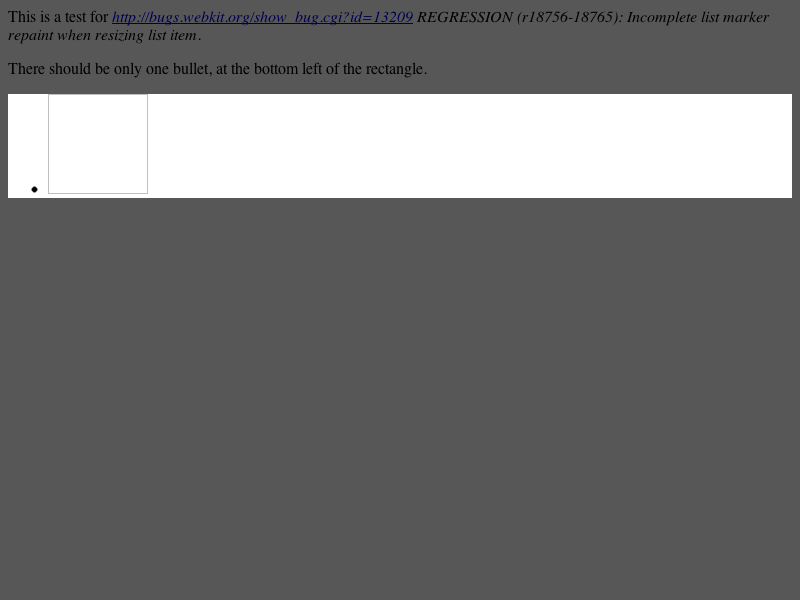 This is a test for http://bugs.webkit.org/show_bug.cgi?id=13209 REGRESSION (r18756-18765): Incomplete list marker
repaint when resizing list item.
There should be only one bullet, at the bottom left of the rectangle.